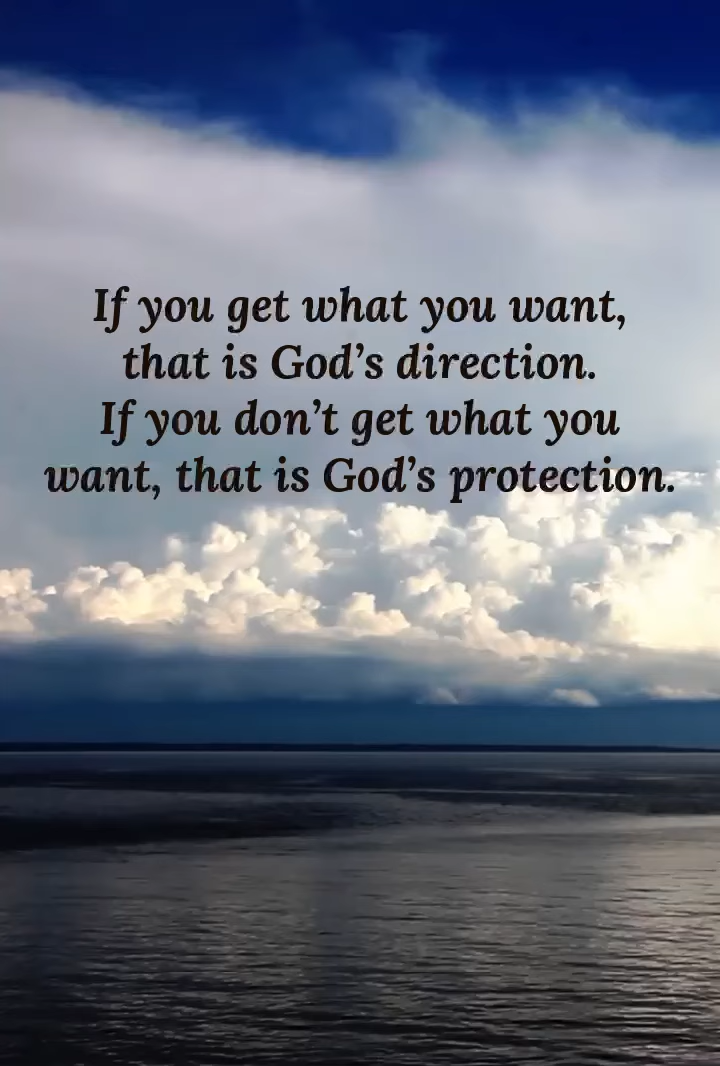 If you get what you want,
that is God’s direction.
If you don’t get what you
want, that is God’s protection.